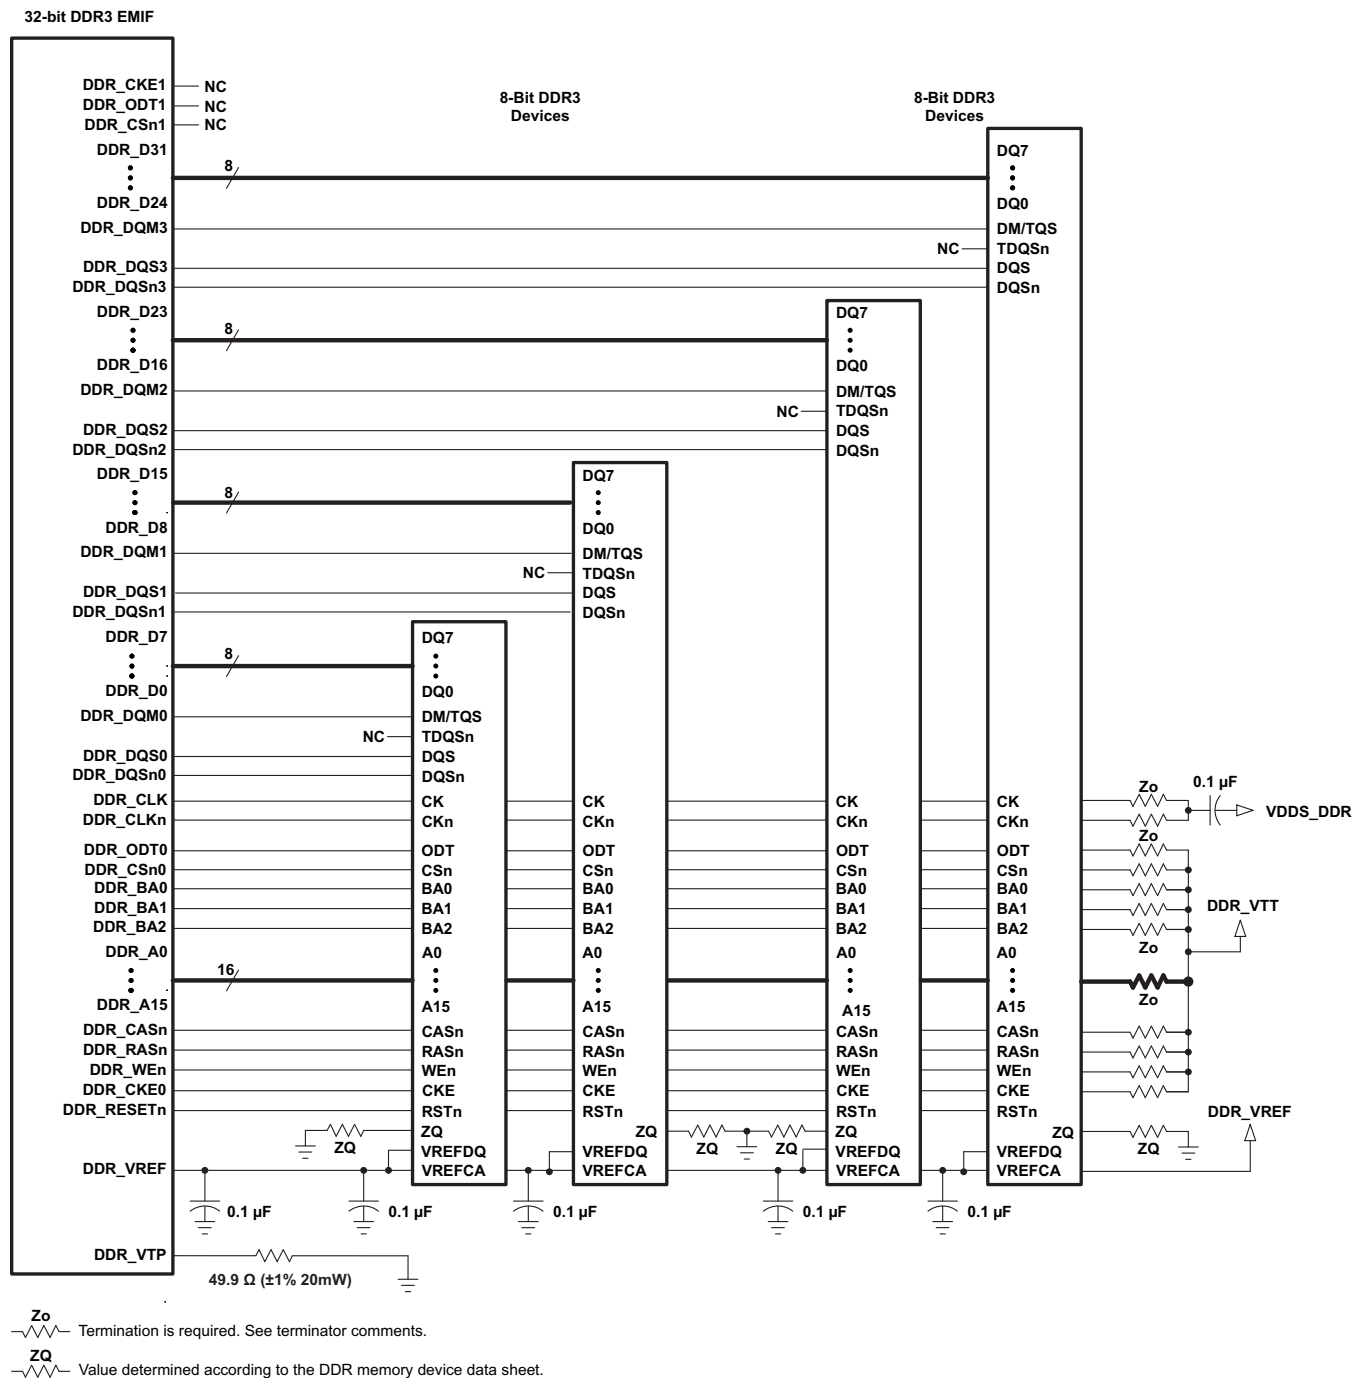 32-bit DDR3 EMIF
DDR_CKE1 NC
DDR_ODT1 NC
DDR_CSn1 NC
8-Bit DDR3
Devices
8-Bit DDR3
Devices
DDR_D31 DQ7
8
DDR_D24 DQ0
DDR_DQM3 DM/TQS
NC TDQSn
DDR_DQS3 DQS
DDR_DQSn3 DQSn
DDR_D23 DQ7
8
DDR_D16 DQ0
DDR_DQM2 DM/TQS
NC TDQSn
DDR_DQS2 DQS
DDR_DQSn2 DQSn
DDR_D15 DQ7
8
DDR_D8 DQ0
DDR_DQM1 DM/TQS
NC TDQSn
DDR_DQS1 DQS
DDR_DQSn1 DQSn
DDR_D7 DQ7
8
DDR_D0 DQ0
DDR_DQM0 DM/TQS
NC TDQSn
DDR_DQS0 DQS
DDR_DQSn0 DQSn
Zo 0.1 µF
DDR_CLK CK CK CK CK
VDDS_DDR
DDR_CLKn CKn CKn CKn CKn
Zo
DDR_ODT0 ODT ODT ODT ODT
DDR_CSn0 CSn CSn CSn CSn
DDR_BA0 BA0 BA0 BA0 BA0
DDR_BA1 BA1 BA1 BA1 BA1 DDR_VTT
DDR_BA2 BA2 BA2 BA2 BA2
Zo
DDR_A0 A0 A0 A0 A0
16
Zo
DDR_A15 A15 A15 A15 A15
DDR_CASn CASn CASn CASn CASn
DDR_RASn RASn RASn RASn RASn
DDR_WEn WEn WEn WEn WEn
DDR_CKE0 CKE CKE CKE CKE
DDR_RESETn RSTn RSTn RSTn RSTn DDR_VREF
ZQ ZQ ZQ ZQ
ZQ ZQ ZQ ZQ
VREFDQ VREFDQ VREFDQ VREFDQ
DDR_VREF VREFCA VREFCA VREFCA VREFCA
0.1 µF 0.1 µF 0.1 µF 0.1 µF 0.1 µF
DDR_VTP
49.9 Ω (±1% 20mW)
Zo
Termination is required. See terminator comments.
ZQ
Value determined according to the DDR memory device data sheet.